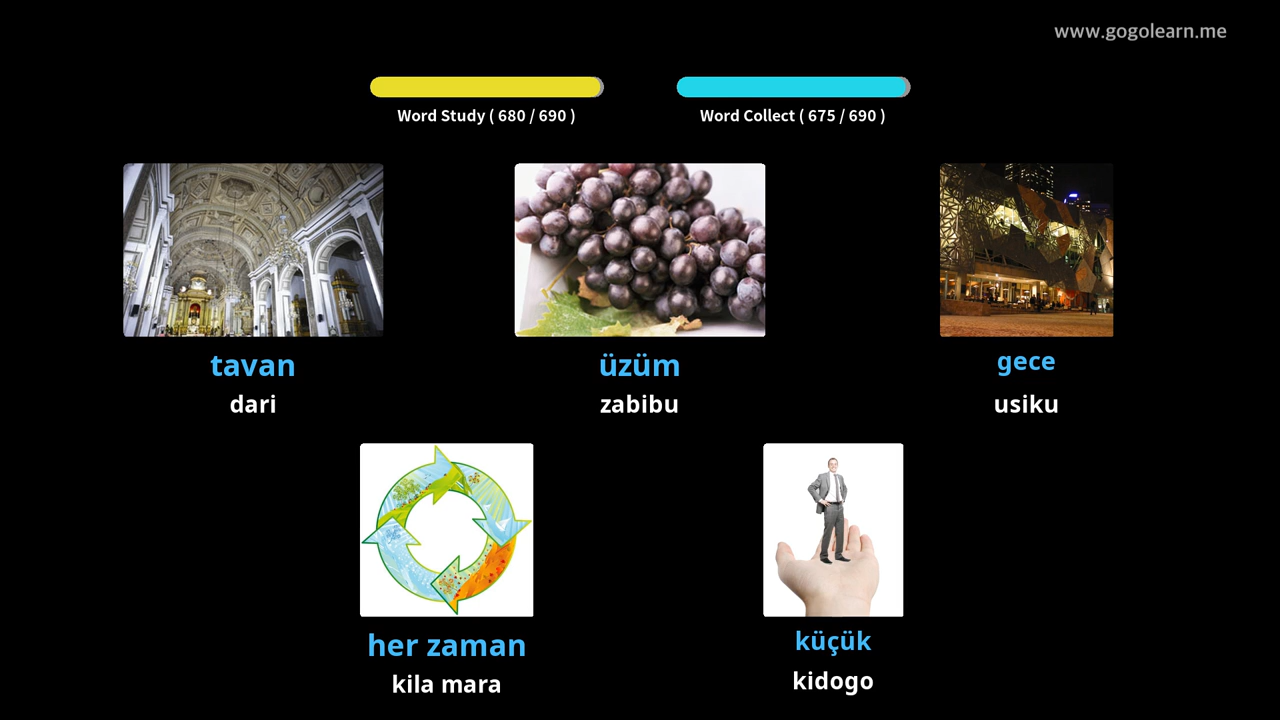 www.gogolearn.me
Word Study ( 680 / 690 )
Word Collect ( 675 / 690 )
tavan
dari
üzüm
zabibu
gece
usiku
her zaman
kila mara
küçük
kidogo